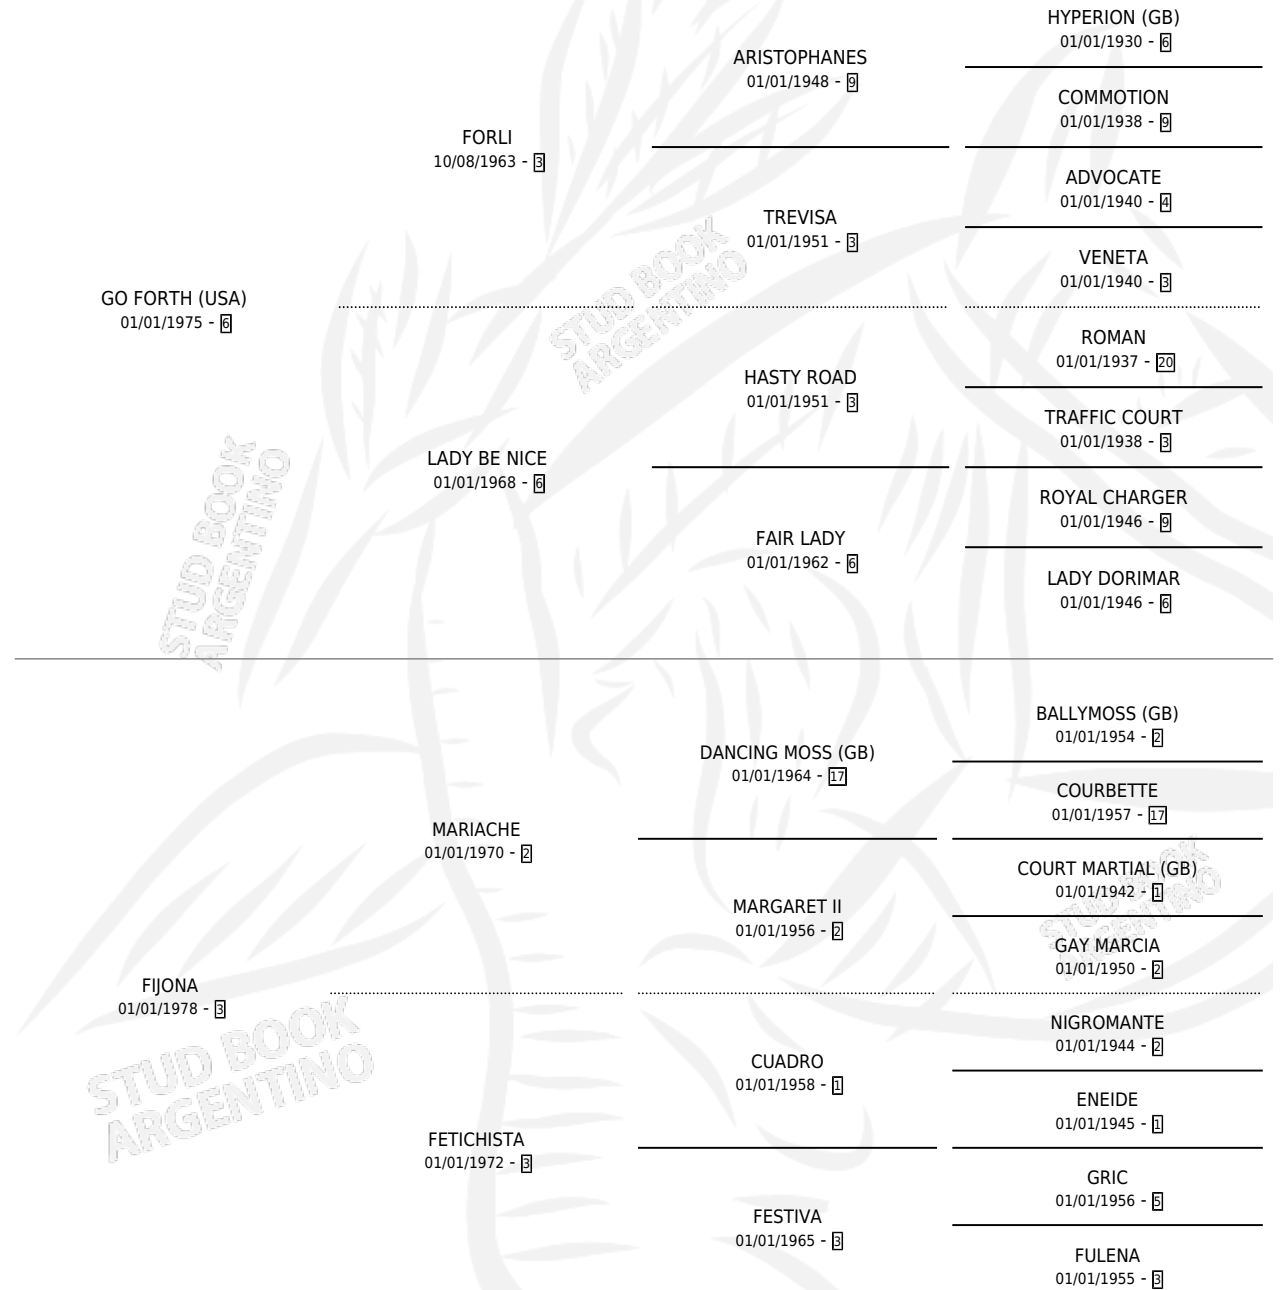 HYPERION (GB)
01/01/1930 - 6
ARISTOPHANES
01/01/1948 - 9
COMMOTION
01/01/1938 - 9
FORLI
10/08/1963 - 3
ADVOCATE
01/01/1940 - 4
TREVISA
01/01/1951 - 3
VENETA
01/01/1940 - 3
GO FORTH (USA)
01/01/1975 - 6
ROMAN
01/01/1937 - 20
HASTY ROAD
01/01/1951 - 3
TRAFFIC COURT
01/01/1938 - 3
LADY BE NICE
01/01/1968 - 6
ROYAL CHARGER
01/01/1946 - 9
FAIR LADY
01/01/1962 - 6
LADY DORIMAR
01/01/1946 - 6
BALLYMOSS (GB)
01/01/1954 - 2
DANCING MOSS (GB)
01/01/1964 - 17
COURBETTE
01/01/1957 - 17
MARIACHE
01/01/1970 - 2
COURT MARTIAL (GB)
01/01/1942 - 1
MARGARET II
01/01/1956 - 2
GAY MARCIA
01/01/1950 - 2
FIJONA
01/01/1978 - 3
NIGROMANTE
01/01/1944 - 2
CUADRO
01/01/1958 - 1
ENEIDE
01/01/1945 - 1
FETICHISTA
01/01/1972 - 3
GRIC
01/01/1956 - 5
FESTIVA
01/01/1965 - 3
FULENA
01/01/1955 - 3
STUD BOOK
ARGENTINO
STUD BOOK
ARGENTINO
STUD BOOK
ARGENTINO
STUD BOOK
ARGENTINO